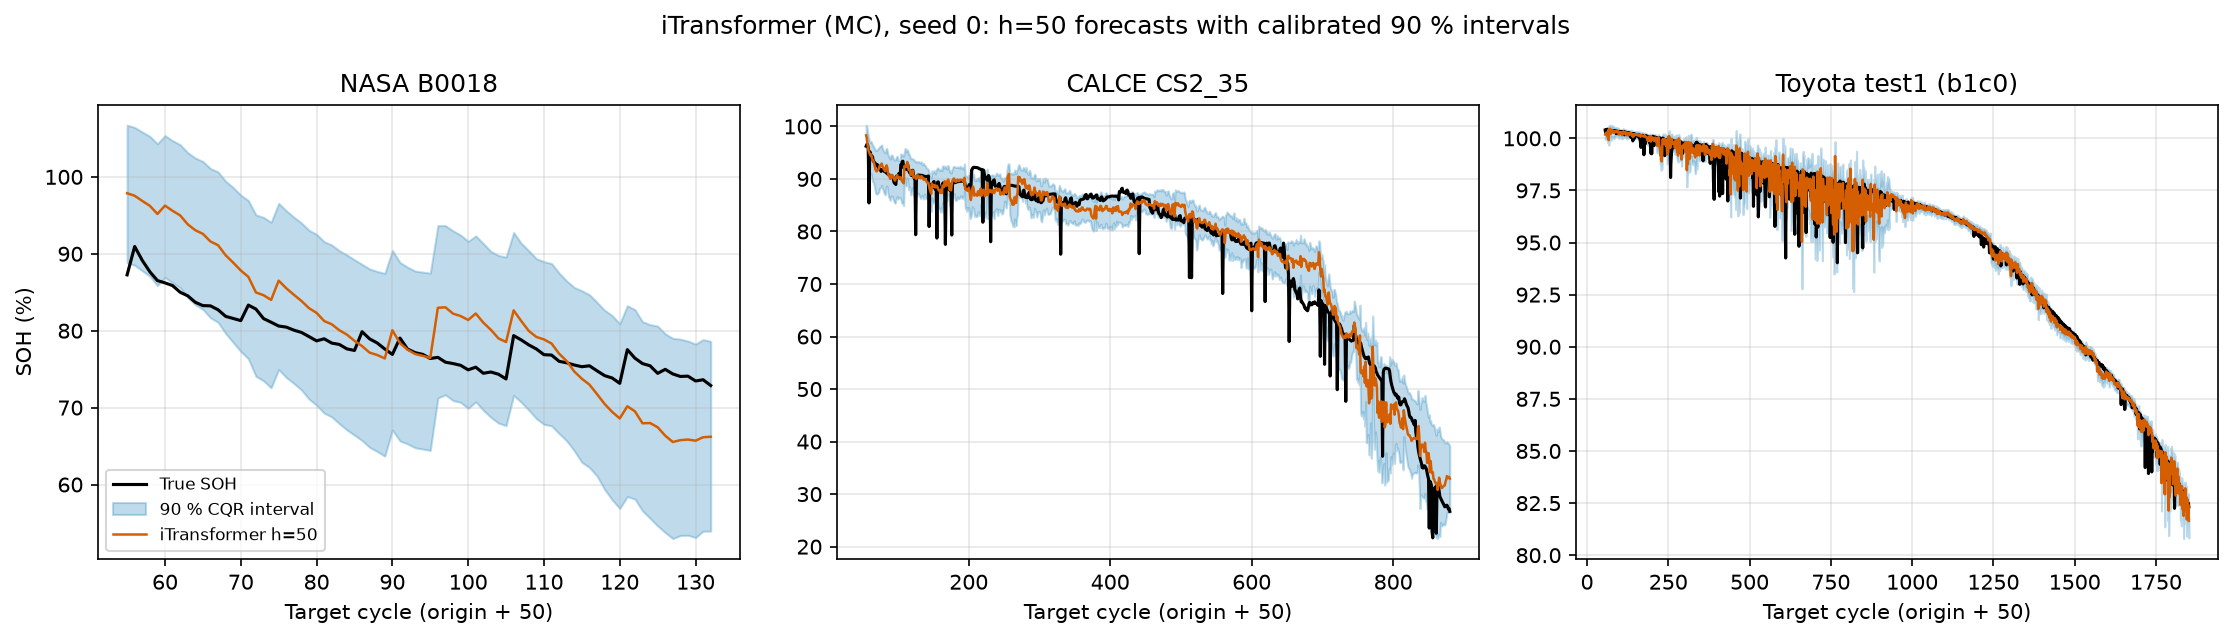 iTransformer (MC), seed 0: h=50 forecasts with calibrated 90 % intervals
NASA B0018
SOH (%)
100
90
80
70
60
60 70 80 90 100 110 120 130
Target cycle (origin + 50)
True SOH
90 % CQR interval
iTransformer h=50
CALCE CS2_35
100
90
80
70
60
50
40
30
20
200 400 600 800
Target cycle (origin + 50)
Toyota test1 (b1c0)
100.0
97.5
95.0
92.5
90.0
87.5
85.0
82.5
80.0
0 250 500 750 1000 1250 1500 1750
Target cycle (origin + 50)